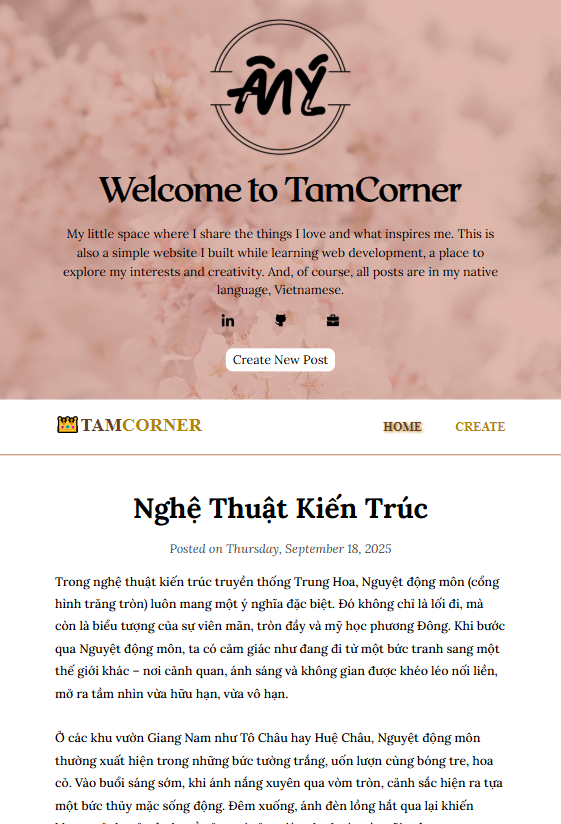 ÂN Ý
Welcome to TamCorner
My little space where I share the things I love and what inspires me. This is
also a simple website I built while learning web development, a place to
explore my interests and creativity. And, of course, all posts are in my native
language, Vietnamese.
Create New Post
TAMCORNER
HOME
CREATE
Nghệ Thuật Kiến Trúc
Posted on Thursday, September 18, 2025
Trong nghệ thuật kiến trúc truyền thống Trung Hoa, Nguyệt động môn (cổng
hình trăng tròn) luôn mang một ý nghĩa đặc biệt. Đó không chỉ là lối đi, mà
còn là biểu tượng của sự viên mãn, tròn đầy và mỹ học phương Đông. Khi bước
qua Nguyệt động môn, ta có cảm giác như đang đi từ một bức tranh sang một
thế giới khác – nơi cảnh quan, ánh sáng và không gian được khéo léo nối liền,
mở ra tầm nhìn vừa hữu hạn, vừa vô hạn.
Ở các khu vườn Giang Nam như Tô Châu hay Huệ Châu, Nguyệt động môn
thường xuất hiện trong những bức tường trắng, uốn lượn cùng bóng tre, hoa
cỏ. Vào buổi sáng sớm, khi ánh nắng xuyên qua vòm tròn, cảnh sắc hiện ra tựa
một bức thủy mặc sống động. Đêm xuống, ánh đèn lồng hắt qua lại khiến